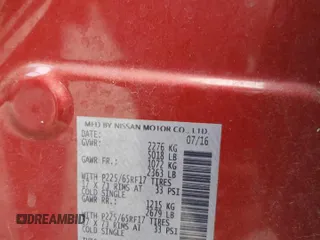 MFD BY NISSAN MOTOR CO., LTD.
DATE: 07/16
GVWR: 2276 KG
5018 LB
GAWR FR.: 1072 KG
2363 LB
WITH P225/65RF17 TIRES
17 X 7J RIMS AT 33 PSI
COLD SINGLE
GAWR RR.: 1215 KG
2679 LB
WITH P225/65RF17 TIRES
17 X 7J RIMS AT 33 PSI
COLD SINGLE
DREAMBID